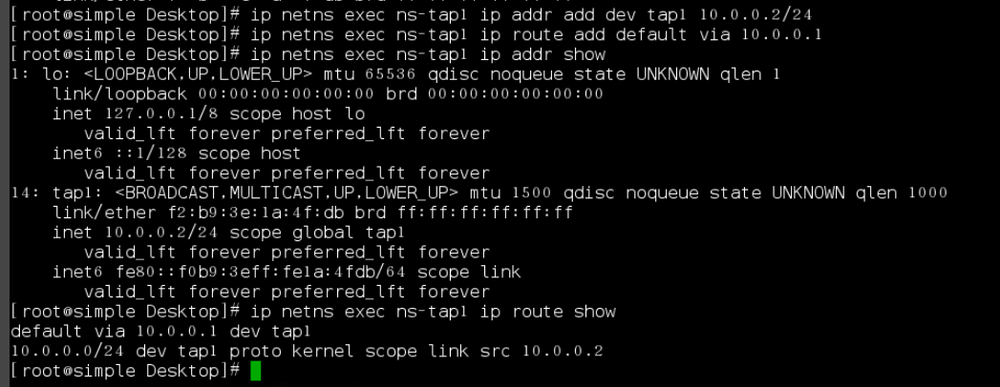 [root@simple Desktop]# ip netns exec ns-tap1 ip addr add dev tap1 10.0.0.2/24
[root@simple Desktop]# ip netns exec ns-tap1 ip route add default via 10.0.0.1
[root@simple Desktop]# ip netns exec ns-tap1 ip addr show
1: lo: <LOOPBACK,UP,LOWER_UP> mtu 65536 qdisc noqueue state UNKNOWN qlen 1
    link/loopback 00:00:00:00:00:00 brd 00:00:00:00:00:00
    inet 127.0.0.1/8 scope host lo
       valid_lft forever preferred_lft forever
    inet6 ::1/128 scope host
       valid_lft forever preferred_lft forever
14: tap1: <BROADCAST,MULTICAST,UP,LOWER_UP> mtu 1500 qdisc noqueue state UNKNOWN qlen 1000
    link/ether f2:b9:3e:1a:4f:db brd ff:ff:ff:ff:ff:ff
    inet 10.0.0.2/24 scope global tap1
       valid_lft forever preferred_lft forever
    inet6 fe80::f0b9:3eff:fe1a:4fdb/64 scope link
       valid_lft forever preferred_lft forever
[root@simple Desktop]# ip netns exec ns-tap1 ip route show
default via 10.0.0.1 dev tap1
10.0.0.0/24 dev tap1 proto kernel scope link src 10.0.0.2
[root@simple Desktop]#